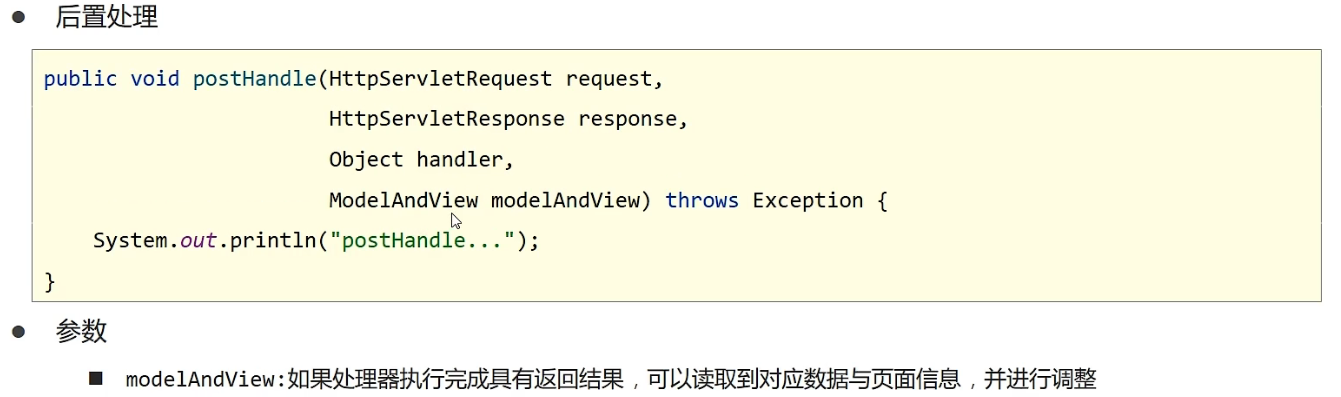 ● 后置处理
public void postHandle(HttpServletRequest request,
                       HttpServletResponse response,
                       Object handler,
                       ModelAndView modelAndView) throws Exception {
    System.out.println("postHandle...");
}
● 参数
■ modelAndView:如果处理器执行完成具有返回结果，可以读取到对应数据与页面信息，并进行调整